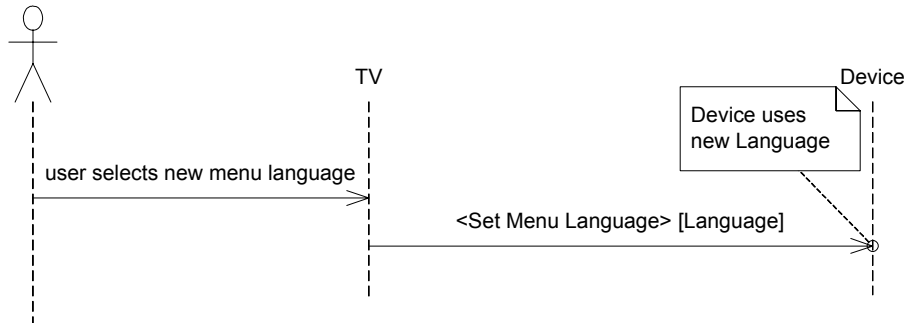 TV
Device
Device uses
new Language
user selects new menu language
<Set Menu Language> [Language]